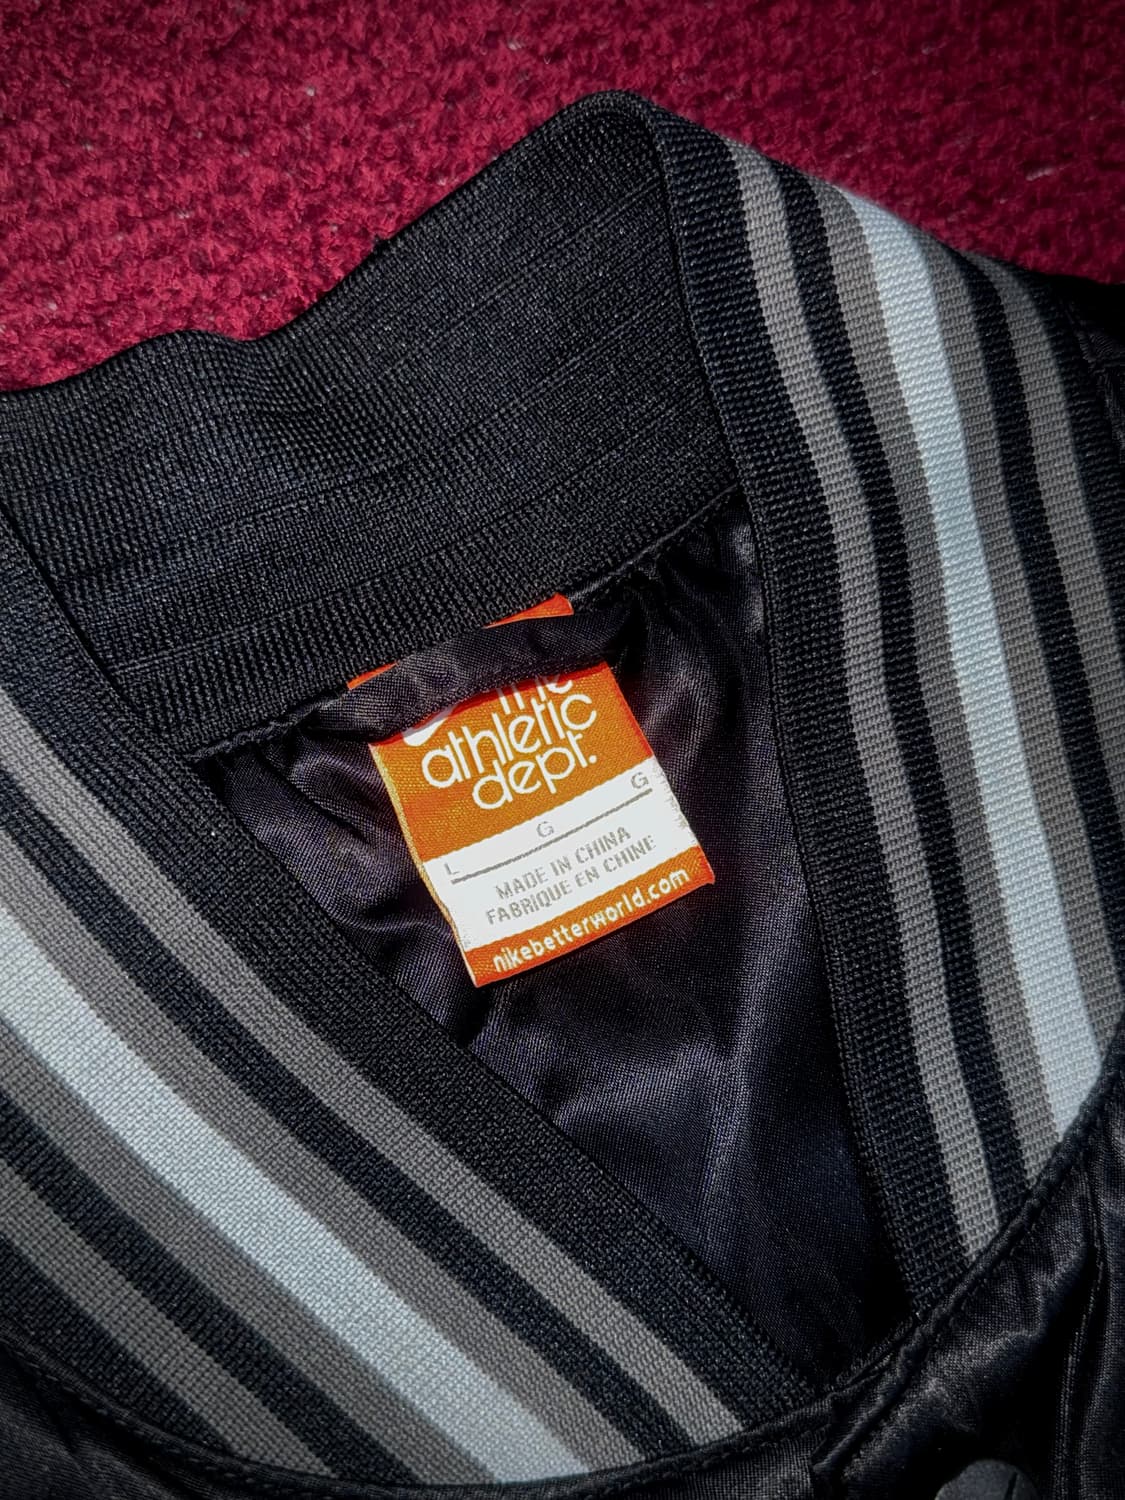 The
athletic
dept.
G
G
L
MADE IN CHINA
FABRIQUE EN CHINE
nikebetterworld.com